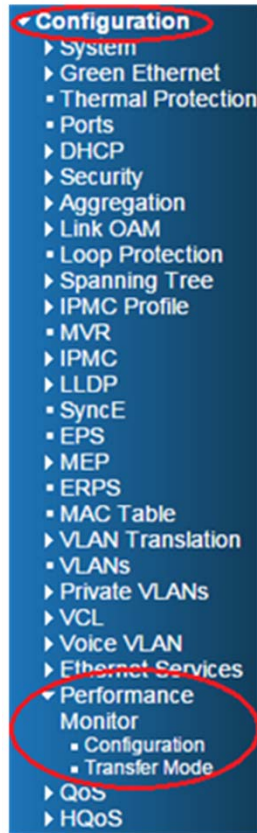 Configuration
System
Green Ethernet
Thermal Protection
Ports
DHCP
Security
Aggregation
Link OAM
Loop Protection
Spanning Tree
IPMC Profile
MVR
IPMC
LLDP
SyncE
EPS
MEP
ERPS
MAC Table
VLAN Translation
VLANs
Private VLANs
VCL
Voice VLAN
Ethernet Services
Performance
Monitor
Configuration
Transfer Mode
QoS
HQoS